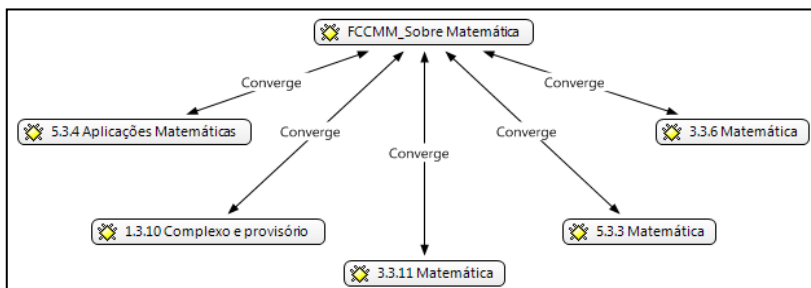 FCCMM_Sobre Matemática
Converge
Converge
5.3.4 Aplicações Matemáticas
Converge
Converge
3.3.6 Matemática
Converge
1.3.10 Complexo e provisório
5.3.3 Matemática
3.3.11 Matemática